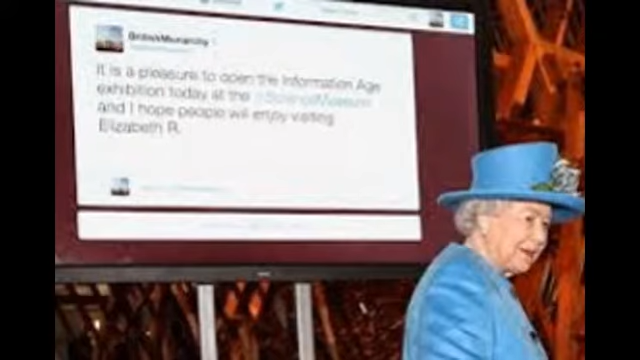 BritishMonarchy
It is a pleasure to open the Information Age
exhibition today at the @ScienceMuseum
and I hope people will enjoy visiting.
Elizabeth R.